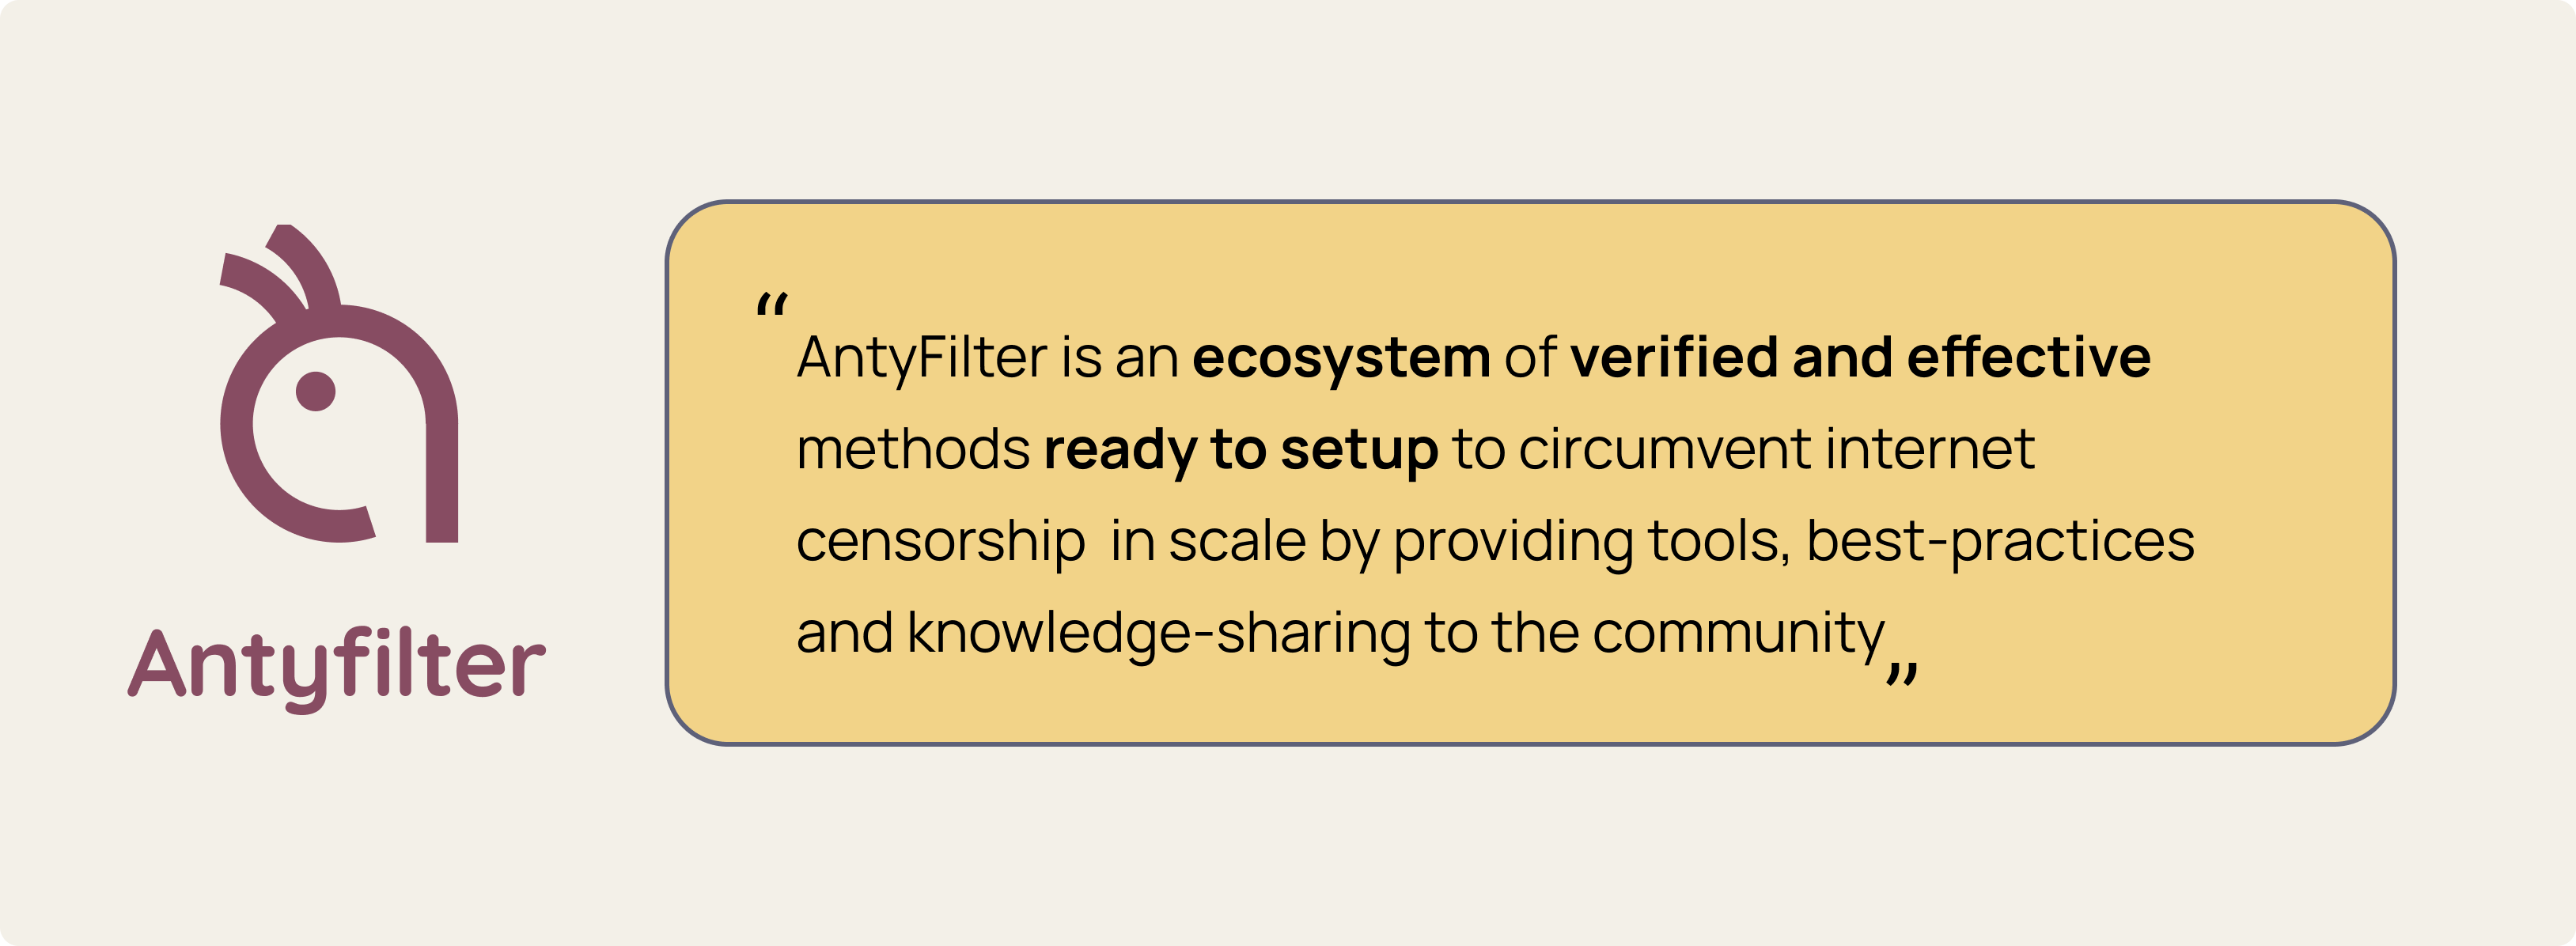 Antyfilter
“AntyFilter is an ecosystem of verified and effective
methods ready to setup to circumvent internet
censorship  in scale by providing tools, best-practices
and knowledge-sharing to the community”